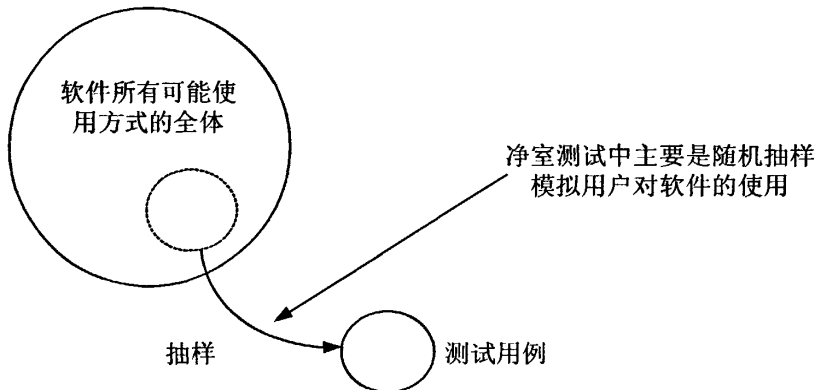 软件所有可能使
用方式的全体
净室测试中主要是随机抽样
模拟用户对软件的使用
抽样
测试用例